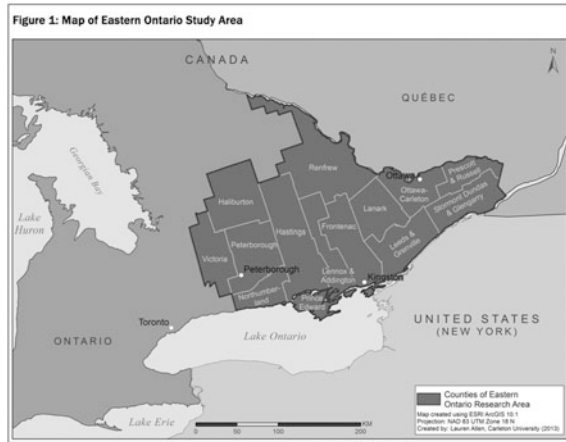 Figure 1: Map of Eastern Ontario Study Area
CANADA
N
QUÉBEC
Georgian Bay
Lake
Huron
Renfrew
Ottawa
Prescott
& Russell
Ottawa-
Carleton
Stormont Dundas
& Glengarry
Haliburton
Lanark
Hastings
Frontenac
Leeds &
Grenville
Victoria
Peterborough
Peterborough
Lennox &
Addington
Kingston
Northumber-
land
Prince
Edward
Toronto
ONTARIO
Lake Ontario
UNITED STATES
(NEW YORK)
Lake Erie
0
50
100
200
KM
Counties of Eastern
Ontario Research Area
Map created using ESRI ArcGIS 10.1
Projection: NAD 83 UTM Zone 18 N
Created by: Lauren Allen, Carleton University (2013)